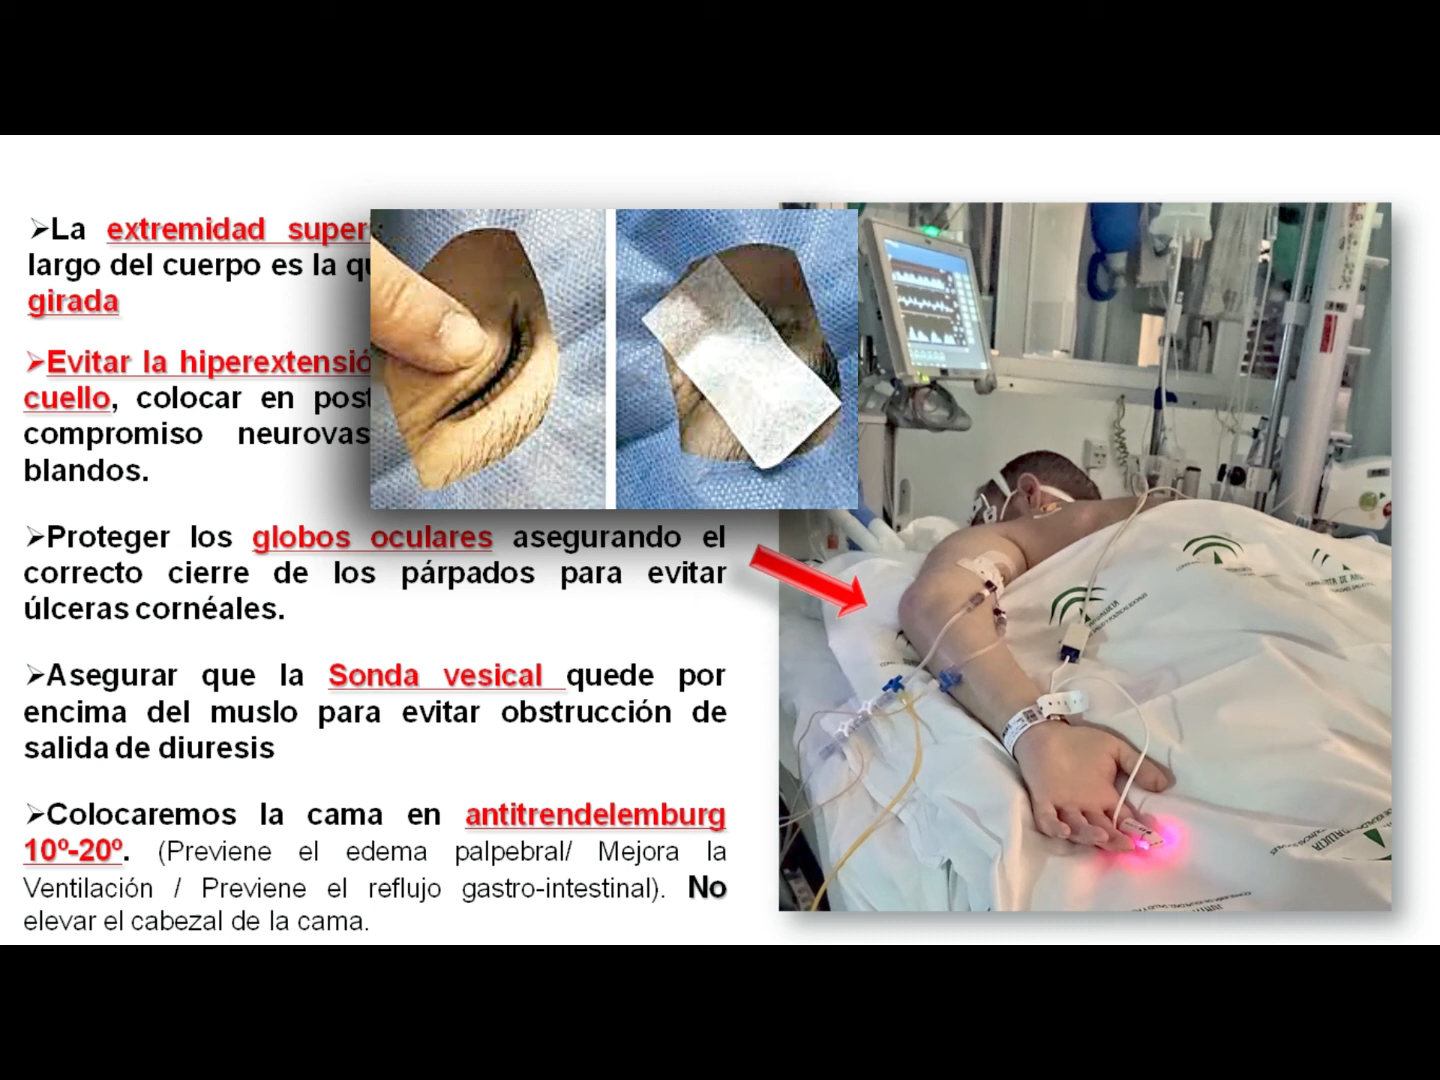 ➢La extremidad super
largo del cuerpo es la qu
girada
➢Evitar la hiperextensió
cuello, colocar en post
compromiso neurovas
blandos.
➢Proteger los globos oculares asegurando el
correcto cierre de los párpados para evitar
úlceras cornéales.
➢Asegurar que la Sonda vesical quede por
encima del muslo para evitar obstrucción de
salida de diuresis
➢Colocaremos la cama en antitrendelemburg
10º-20º. (Previene el edema palpebral/ Mejora la
Ventilación / Previene el reflujo gastro-intestinal). No
elevar el cabezal de la cama.